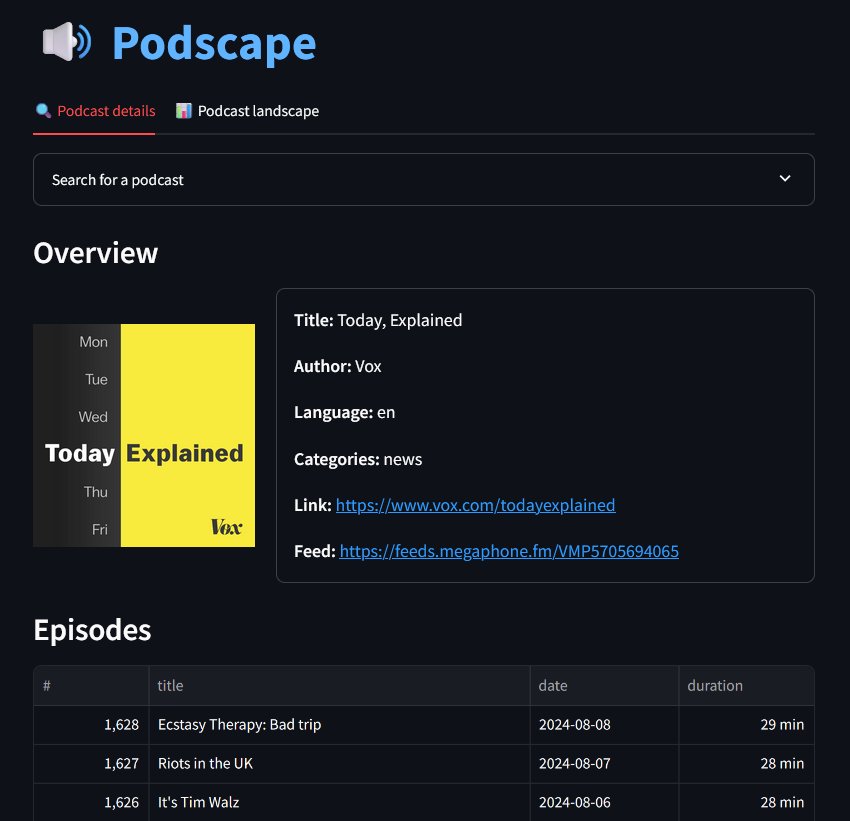 Podscape
Podcast details
Podcast landscape
Search for a podcast
Overview
Mon
Tue
Wed
Today Explained
Thu
Fri
Vox
Title: Today, Explained
Author: Vox
Language: en
Categories: news
Link: https://www.vox.com/todayexplained
Feed: https://feeds.megaphone.fm/VMP5705694065
Episodes
# title date duration
1,628 Ecstasy Therapy: Bad trip 2024-08-08 29 min
1,627 Riots in the UK 2024-08-07 28 min
1,626 It's Tim Walz 2024-08-06 28 min